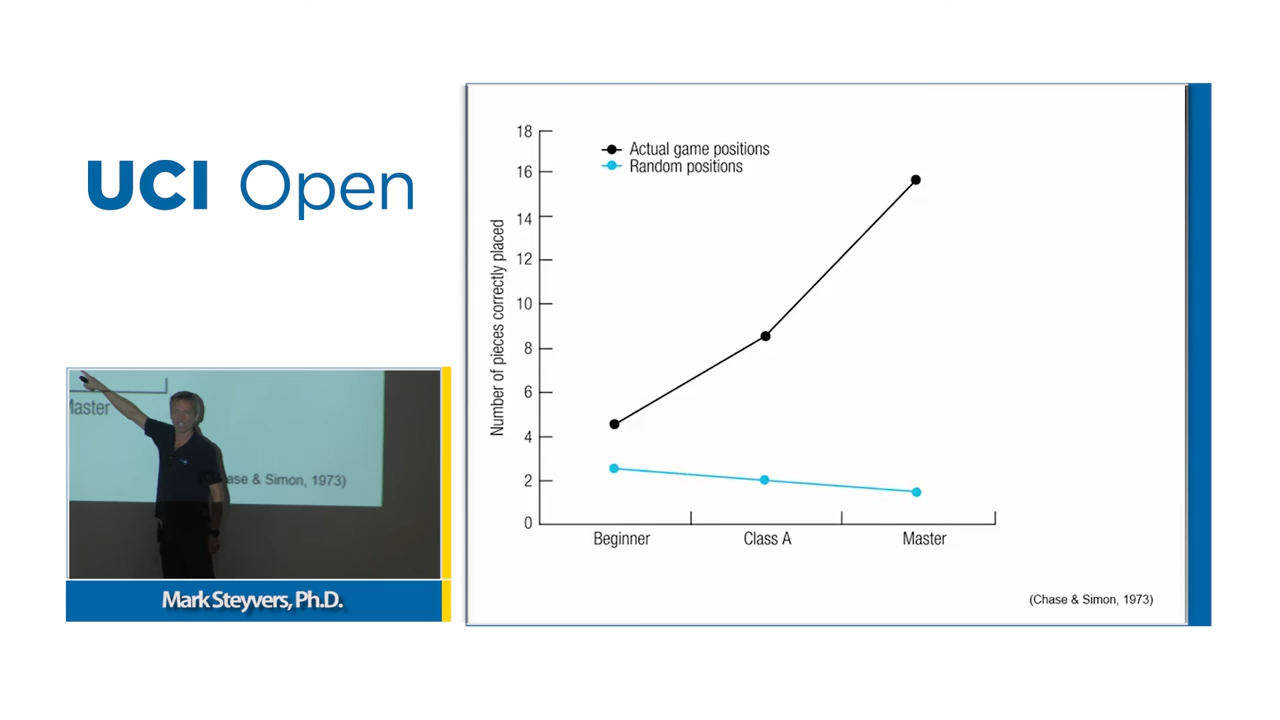 UCI Open
18
16
14
12
10
8
6
4
2
0
Number of pieces correctly placed
Actual game positions
Random positions
Beginner
Class A
Master
(Chase & Simon, 1973)
Master
ase & Simon, 1973)
Mark Steyvers, Ph.D.